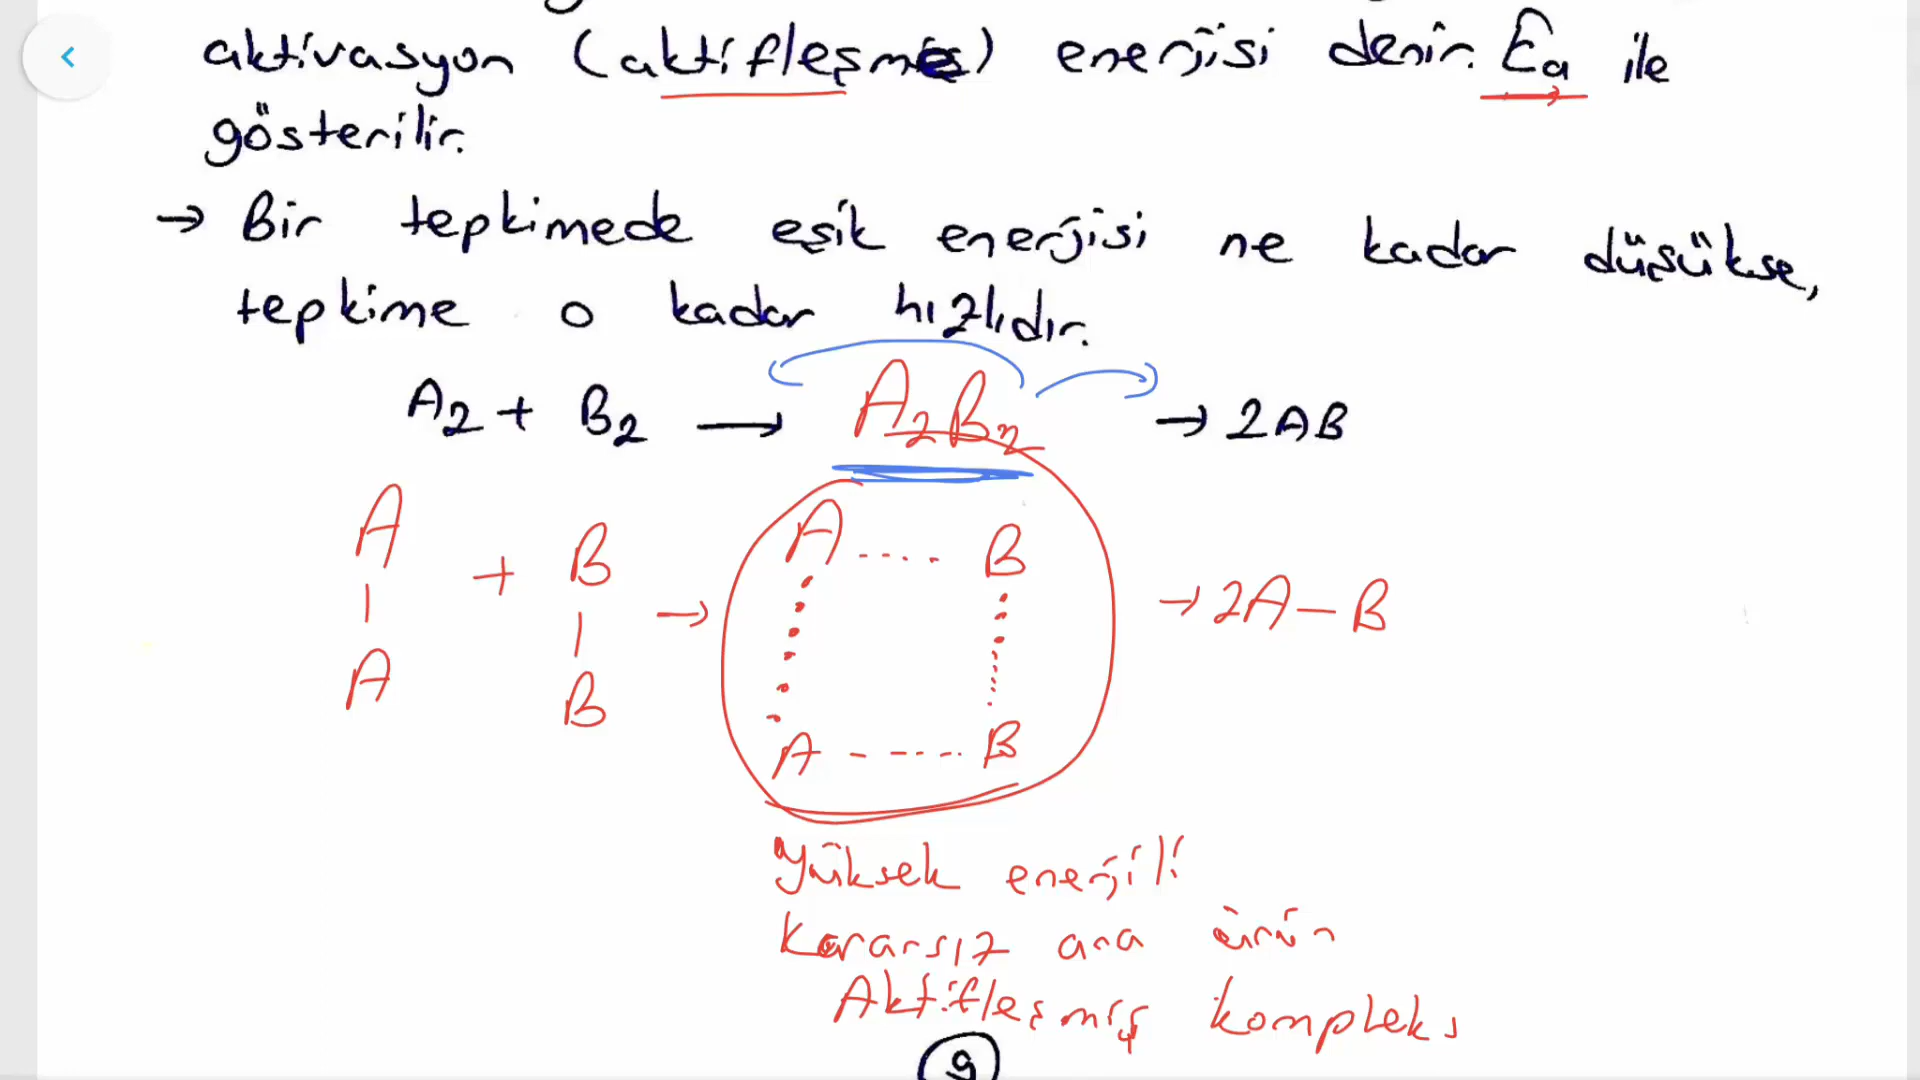 aktivasyon (aktifleşme) enerjisi denir. Ea ile
gösterilir.
→ Bir tepkimede eşik enerjisi ne kadar düşükse,
tepkime o kadar hızlıdır.
A2 + B2 → A2B2 → 2AB
A + B → A .... B → 2A — B
A B A ..... B
Yüksek enerjili
Kararsız ara ürün
Aktifleşmiş kompleks
9